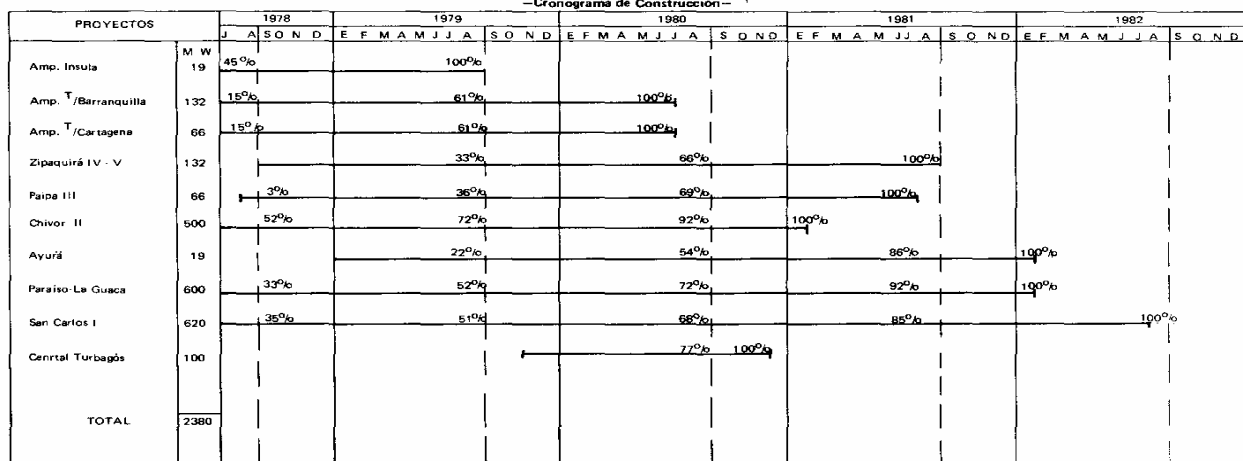 —Cronograma de Construcción—
PROYECTOS 1978 1979 1980 1981 1982
J A S O N D E F M A M J J A S O N D E F M A M J J A S O N D E F M A M J J A S O N D E F M A M J J A S O N D
M W
Amp. Insula 19 45% 100%
Amp. T/Barranquilla 132 15% 61% 100%
Amp. T/Cartagena 66 15% 61% 100%
Zipaquirá IV - V 132 33% 66% 100%
Paipa III 66 3% 36% 69% 100%
Chivor II 500 52% 72% 92% 100%
Ayurá 19 22% 54% 86% 100%
Paraíso-La Guaca 600 33% 52% 72% 92% 100%
San Carlos I 620 35% 51% 68% 85% 100%
Cenrtal Turbagós 100 77% 100%
TOTAL 2380